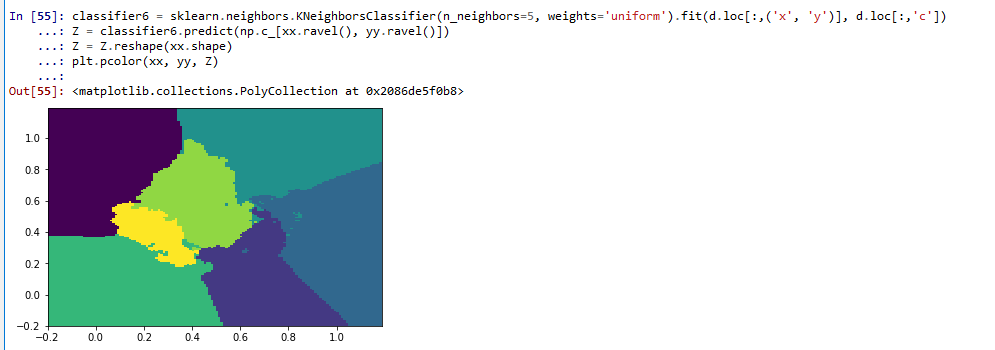 In [55]: classifier6 = sklearn.neighbors.KNeighborsClassifier(n_neighbors=5, weights='uniform').fit(d.loc[:,('x', 'y')], d.loc[:,'c'])
...: Z = classifier6.predict(np.c_[xx.ravel(), yy.ravel()])
...: Z = Z.reshape(xx.shape)
...: plt.pcolor(xx, yy, Z)
...:
Out[55]: <matplotlib.collections.PolyCollection at 0x2086de5f0b8>
1.0
0.8
0.6
0.4
0.2
0.0
−0.2
−0.2 0.0 0.2 0.4 0.6 0.8 1.0